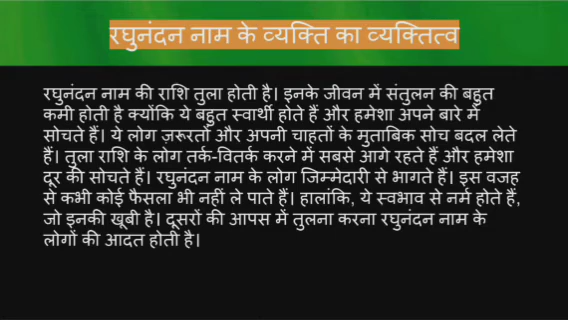 रघुनंदन नाम के व्यक्ति का व्यक्तित्व
रघुनंदन नाम की राशि तुला होती है। इनके जीवन में संतुलन की बहुत
कमी होती है क्योंकि ये बहुत स्वार्थी होते हैं और हमेशा अपने बारे में
सोचते हैं। ये लोग ज़रूरतों और अपनी चाहतों के मुताबिक सोच बदल लेते
हैं। तुला राशि के लोग तर्क-वितर्क करने में सबसे आगे रहते हैं और हमेशा
दूर की सोचते हैं। रघुनंदन नाम के लोग जिम्मेदारी से भागते हैं। इस वजह
से कभी कोई फैसला भी नहीं ले पाते हैं। हालांकि, ये स्वभाव से नर्म होते हैं,
जो इनकी खूबी है। दूसरों की आपस में तुलना करना रघुनंदन नाम के
लोगों की आदत होती है।